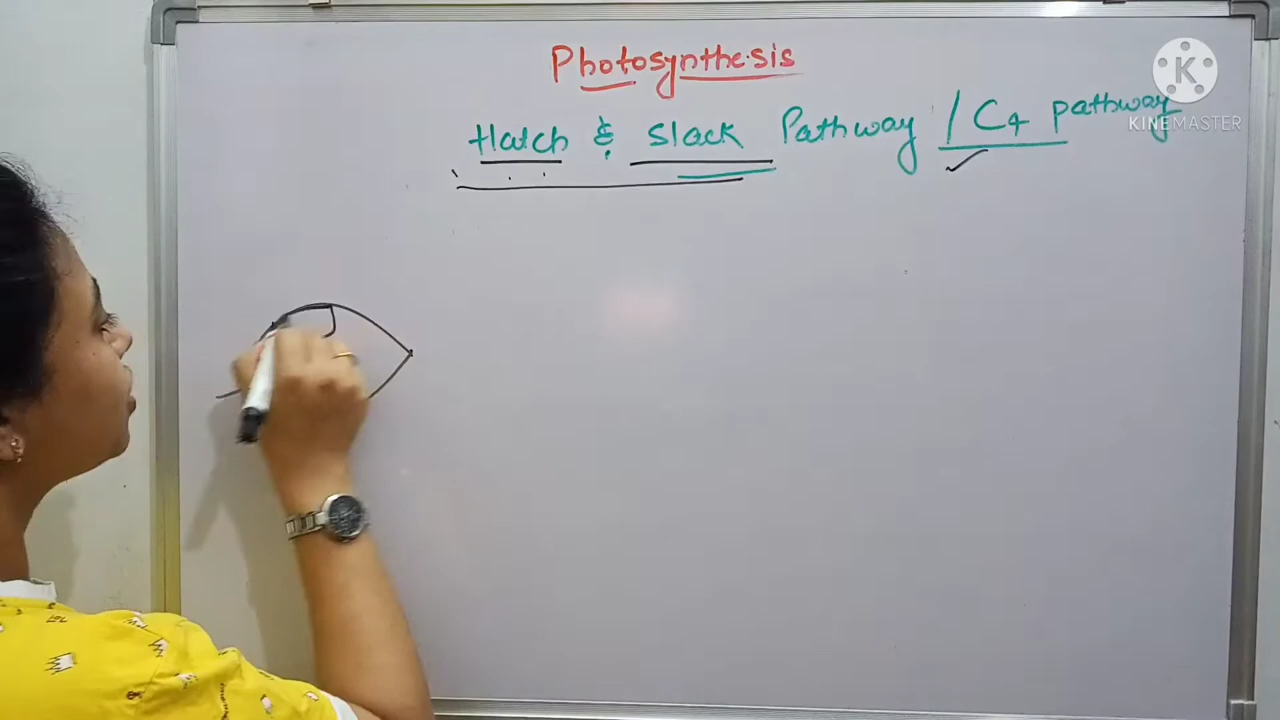 Photosynthesis
Hatch & Slack Pathway / C4 pathway
K
KINEMASTER